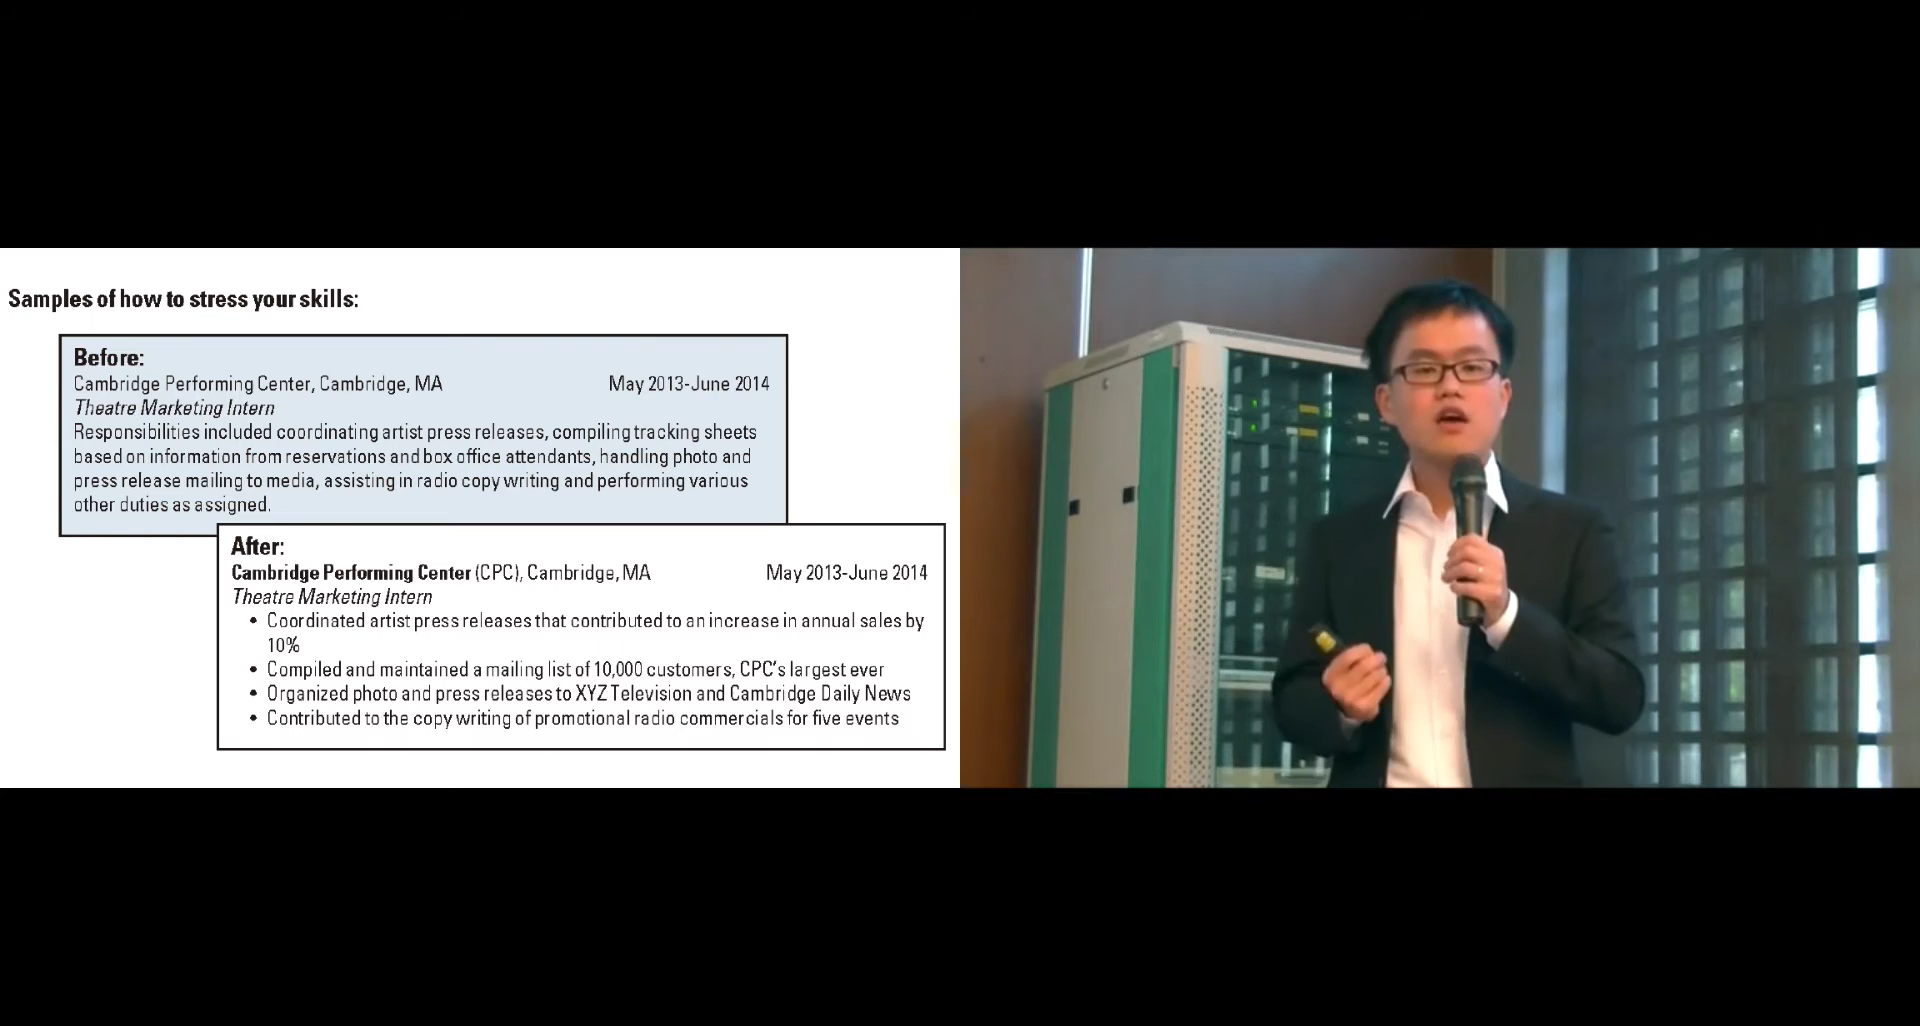 Samples of how to stress your skills:
Before:
Cambridge Performing Center, Cambridge, MA May 2013-June 2014
Theatre Marketing Intern
Responsibilities included coordinating artist press releases, compiling tracking sheets
based on information from reservations and box office attendants, handling photo and
press release mailing to media, assisting in radio copy writing and performing various
other duties as assigned.
After:
Cambridge Performing Center (CPC), Cambridge, MA May 2013-June 2014
Theatre Marketing Intern
• Coordinated artist press releases that contributed to an increase in annual sales by
10%
• Compiled and maintained a mailing list of 10,000 customers, CPC's largest ever
• Organized photo and press releases to XYZ Television and Cambridge Daily News
• Contributed to the copy writing of promotional radio commercials for five events